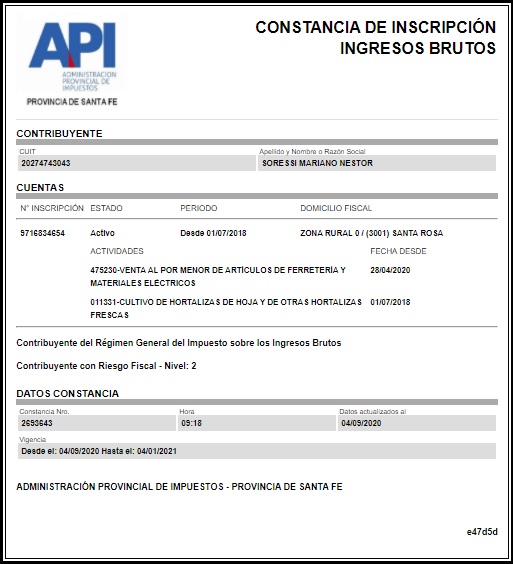 CONSTANCIA DE INSCRIPCIÓN
INGRESOS BRUTOS
API
ADMINISTRACION
PROVINCIAL DE
IMPUESTOS
PROVINCIA DE SANTA FE
CONTRIBUYENTE
CUIT
Apellido y Nombre o Razón Social
20274743043
SORESSI MARIANO NESTOR
CUENTAS
N° INSCRIPCIÓN ESTADO PERIODO DOMICILIO FISCAL
9716834654 Activo Desde 01/07/2018 ZONA RURAL 0 / (3001) SANTA ROSA
ACTIVIDADES FECHA DESDE
475230-VENTA AL POR MENOR DE ARTÍCULOS DE FERRETERÍA Y 28/04/2020
MATERIALES ELÉCTRICOS
011331-CULTIVO DE HORTALIZAS DE HOJA Y DE OTRAS HORTALIZAS 01/07/2018
FRESCAS
Contribuyente del Régimen General del Impuesto sobre los Ingresos Brutos
Contribuyente con Riesgo Fiscal - Nivel: 2
DATOS CONSTANCIA
Constancia Nro. Hora Datos actualizados al
2693643 09:18 04/09/2020
Vigencia
Desde el: 04/09/2020 Hasta el: 04/01/2021
ADMINISTRACIÓN PROVINCIAL DE IMPUESTOS - PROVINCIA DE SANTA FE
e47d5d